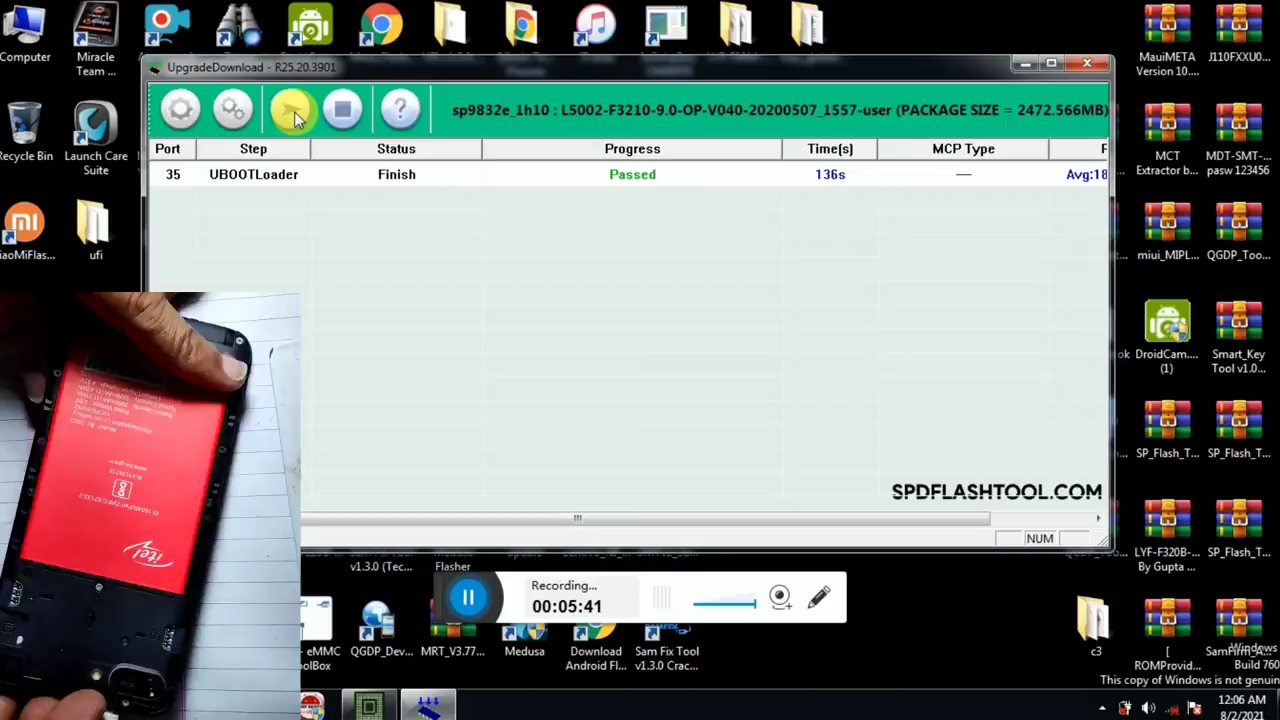 Computer
Miracle
Team ...
MauiMETA
Version 10....
J110FXXU0...
UpgradeDownload - R25.20.3901
sp9832e_1h10 : L5002-F3210-9.0-OP-V040-20200507_1557-user (PACKAGE SIZE = 2472.566MB)
Port
Step
Status
Progress
Time(s)
MCP Type
35
UBOOTLoader
Finish
Passed
136s
—
Avg:18
Recycle Bin
Launch Care
Suite
MCT
Extractor b...
MDT-SMT-...
pasw 123456
iaoMiFlas...
ufi
miui_MIPL...
QGDP_Too...
DroidCam...
(1)
Smart_Key
Tool v1.0...
SP_Flash_T...
SP_Flash_T...
SPDFLASHTOOL.COM
NUM
v1.3.0 (Tec...
Flasher
LYF-F320B-...
By Gupta ...
SP_Flash_T...
Recording...
00:05:41
itel
- eMMC
QGDP_Dev...
MRT_V3.77...
Medusa
Download
Android Fl...
Sam Fix Tool
v1.3.0 Crac...
c3
[
ROMProvid...
Windows
Build 760
This copy of Windows is not genuin
12:06 AM
8/2/2021